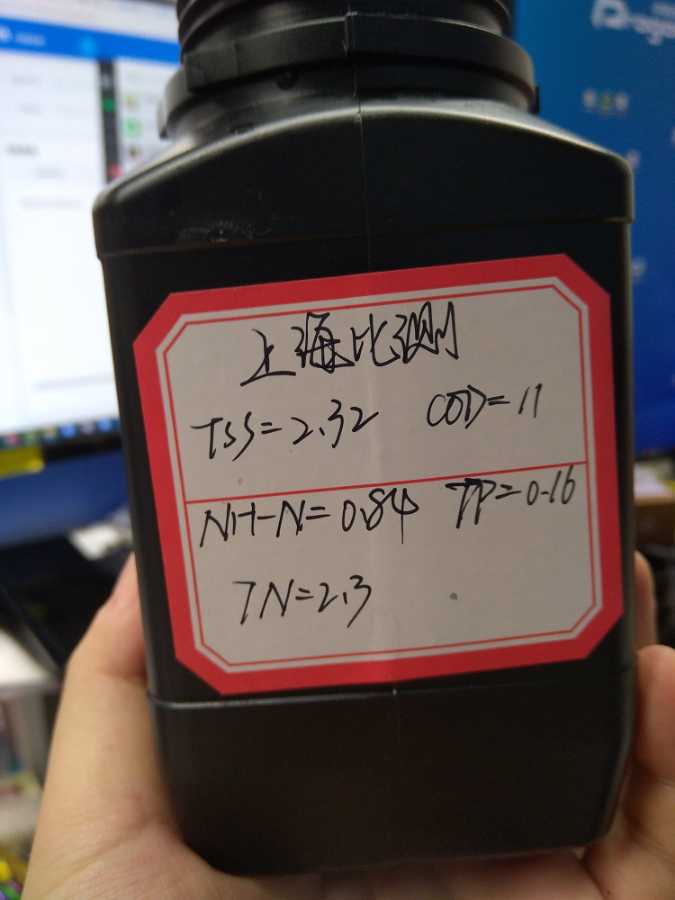 上海比测
TSS=2.32 COD=11
NH-N=0.84 TP=0.16
TN=2.3